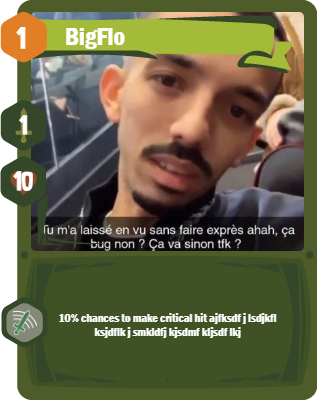 1
BigFlo
1
10
Tu m'a laissé en vu sans faire exprès ahah, ça
bug non ? Ça va sinon tfk ?
10% chances to make critical hit ajfksdf j lsdjkfl
ksjdflk j smkldfj kjsdmf kljsdf lkj